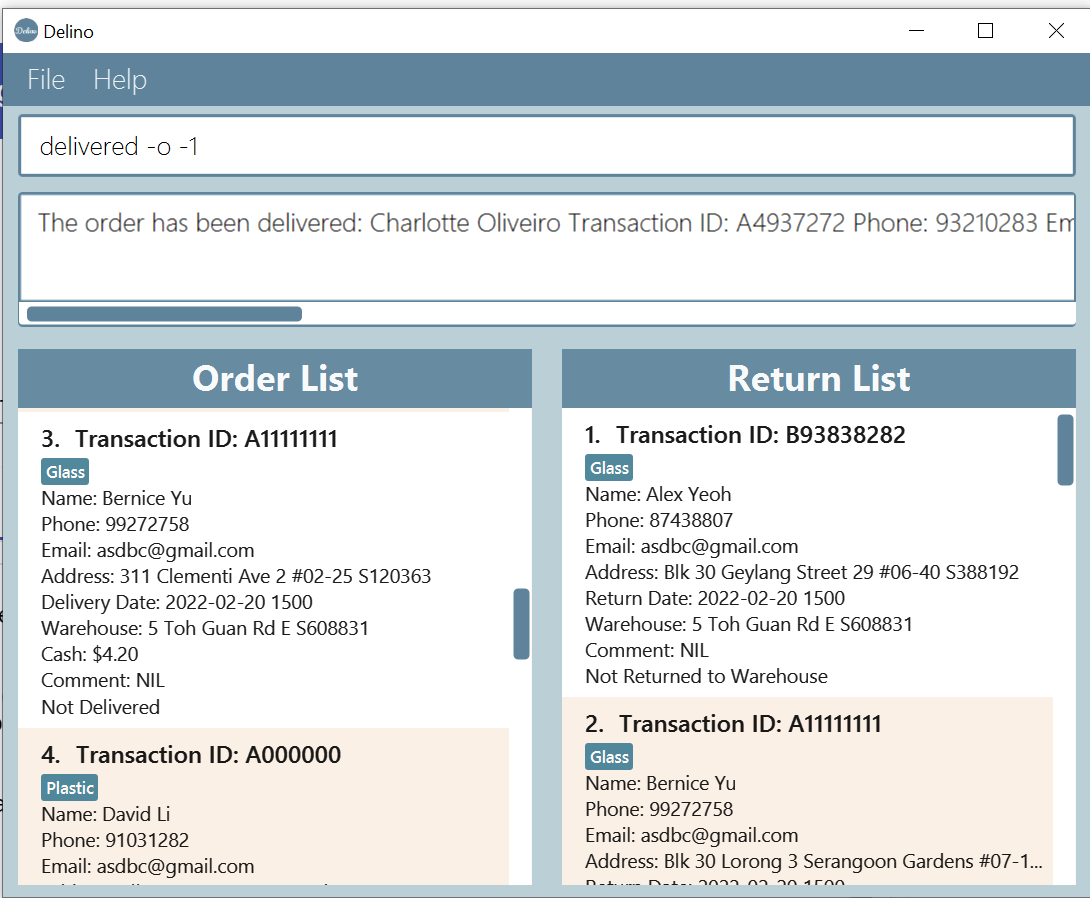 Delino
File Help
delivered -o -1
The order has been delivered: Charlotte Oliveiro Transaction ID: A4937272 Phone: 93210283 Em
Order List
3. Transaction ID: A11111111
Glass
Name: Bernice Yu
Phone: 99272758
Email: asdbc@gmail.com
Address: 311 Clementi Ave 2 #02-25 S120363
Delivery Date: 2022-02-20 1500
Warehouse: 5 Toh Guan Rd E S608831
Cash: $4.20
Comment: NIL
Not Delivered
4. Transaction ID: A000000
Plastic
Name: David Li
Phone: 91031282
Email: asdbc@gmail.com
Return List
1. Transaction ID: B93838282
Glass
Name: Alex Yeoh
Phone: 87438807
Email: asdbc@gmail.com
Address: Blk 30 Geylang Street 29 #06-40 S388192
Return Date: 2022-02-20 1500
Warehouse: 5 Toh Guan Rd E S608831
Comment: NIL
Not Returned to Warehouse
2. Transaction ID: A11111111
Glass
Name: Bernice Yu
Phone: 99272758
Email: asdbc@gmail.com
Address: Blk 30 Lorong 3 Serangoon Gardens #07-1...
Return Date: 2022-02-20 1500